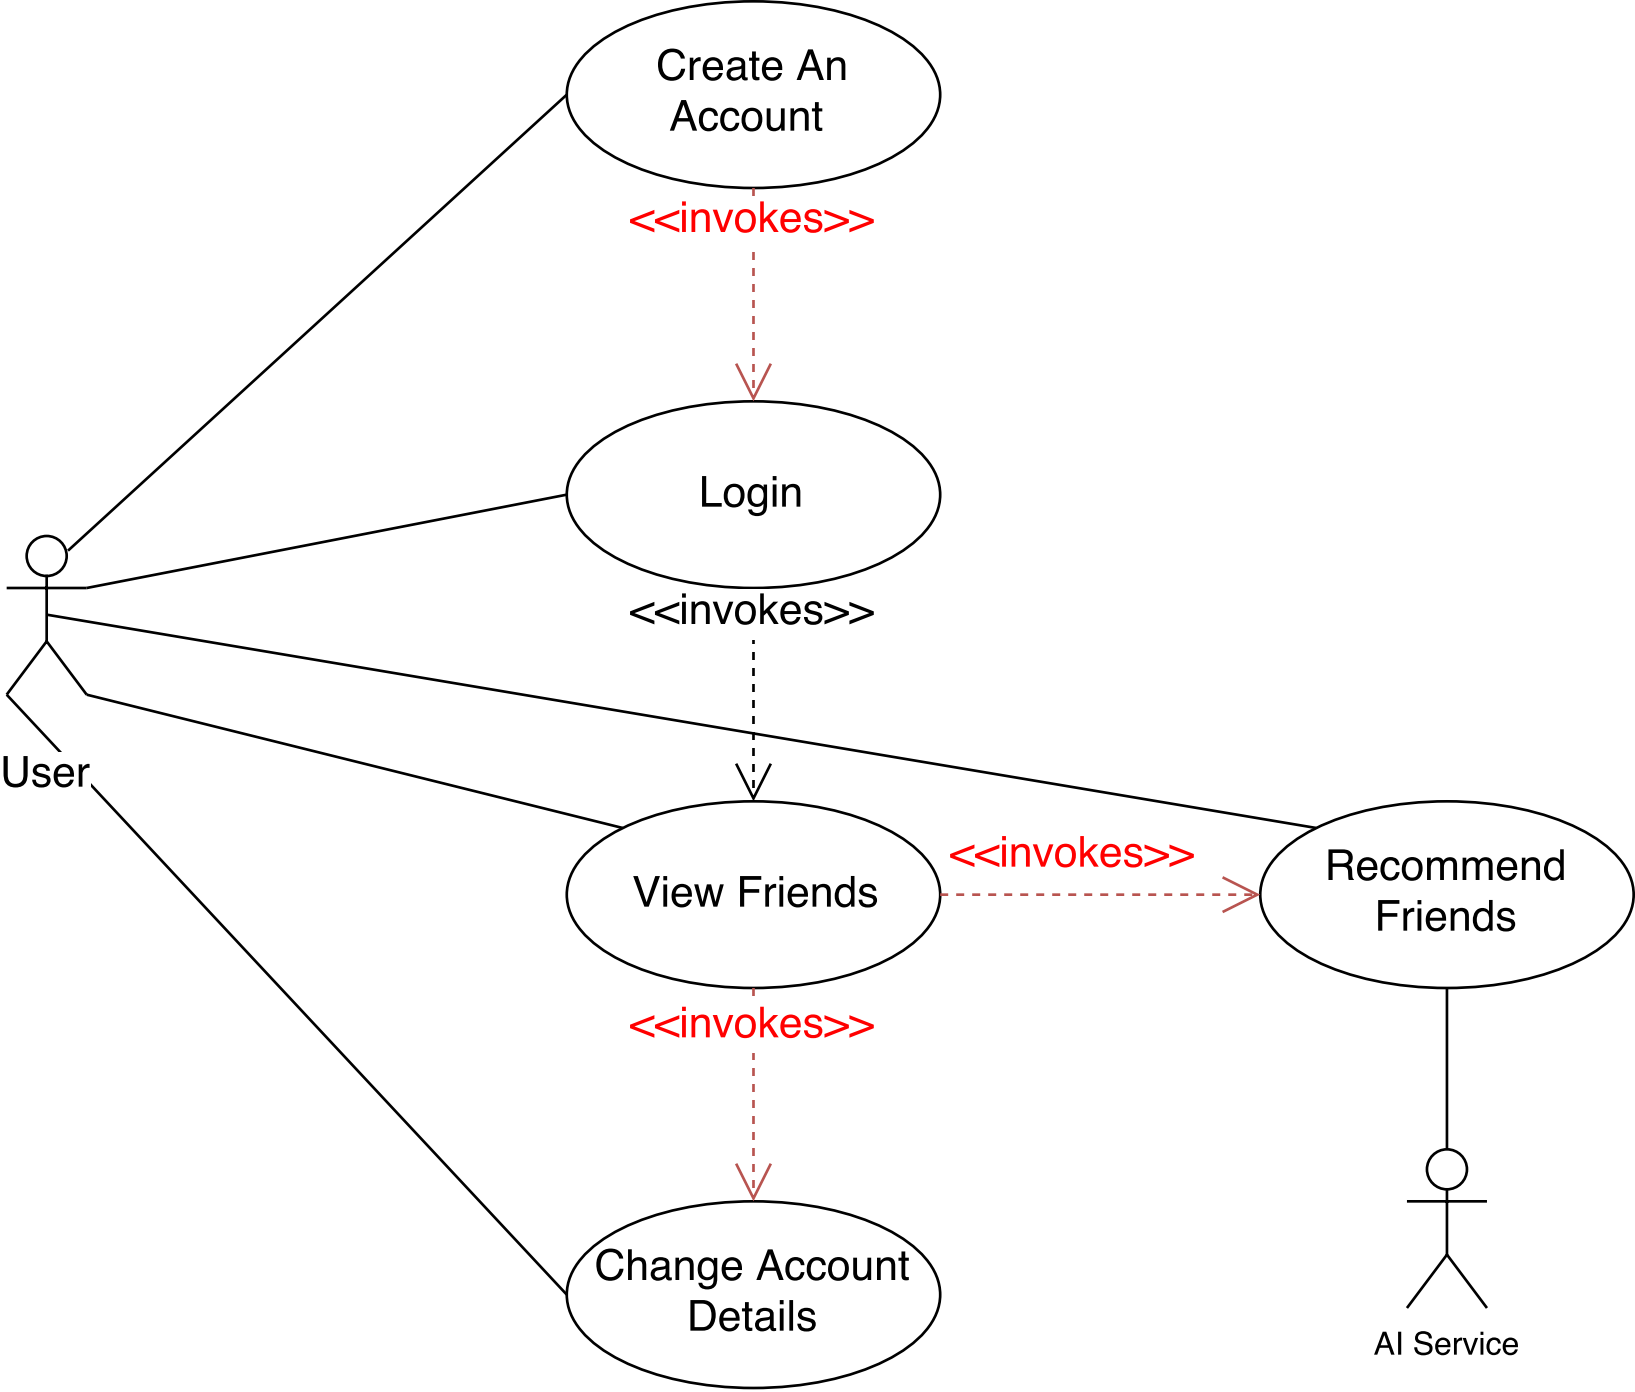 Create An
Account
<<invokes>>
Login
<<invokes>>
User
View Friends
<<invokes>>
Recommend
Friends
<<invokes>>
Change Account
Details
AI Service